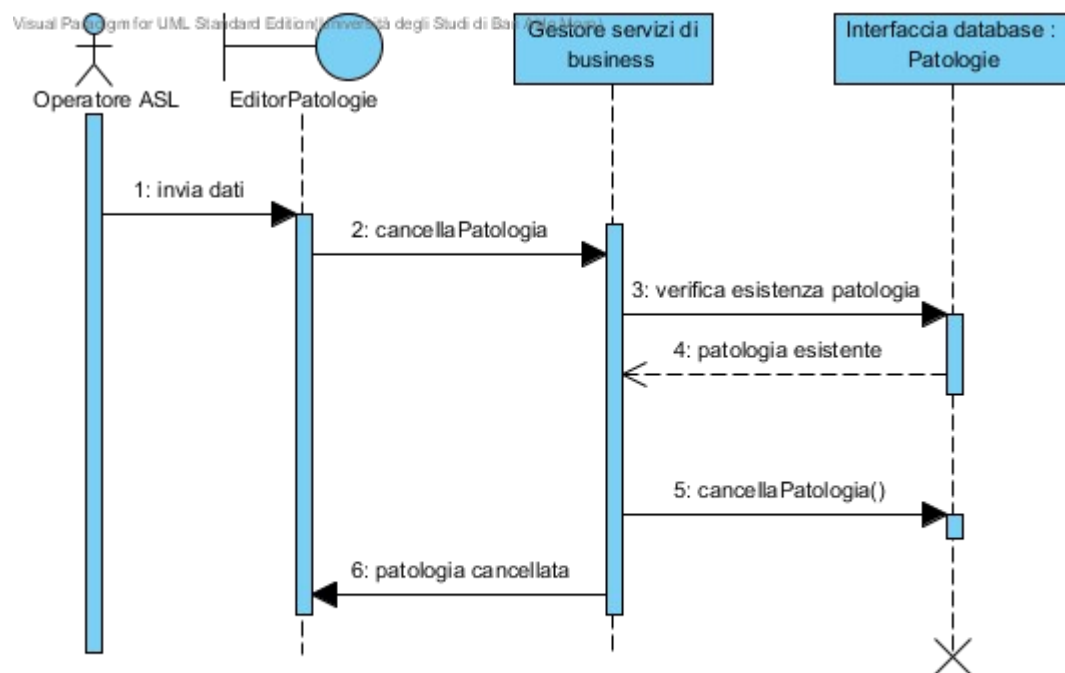 Visual Paradigm for UML Standard Edition(Università degli Studi di Bari Aldo Moro)
Operatore ASL
EditorPatologie
Gestore servizi di
business
Interfaccia database :
Patologie
1: invia dati
2: cancellaPatologia
3: verifica esistenza patologia
4: patologia esistente
5: cancellaPatologia()
6: patologia cancellata